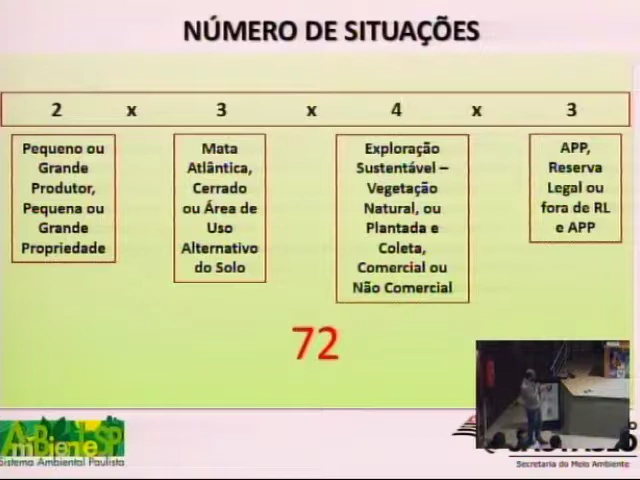 NÚMERO DE SITUAÇÕES
2 x 3 x 4 x 3
Pequeno ou
Grande
Produtor,
Pequena ou
Grande
Propriedade
Mata
Atlântica,
Cerrado
ou Área de
Uso
Alternativo
do Solo
Exploração
Sustentável –
Vegetação
Natural, ou
Plantada e
Coleta,
Comercial ou
Não Comercial
APP,
Reserva
Legal ou
fora de RL
e APP
72
AmBienteSP
Sistema Ambiental Paulista
Secretaria do Meio Ambiente